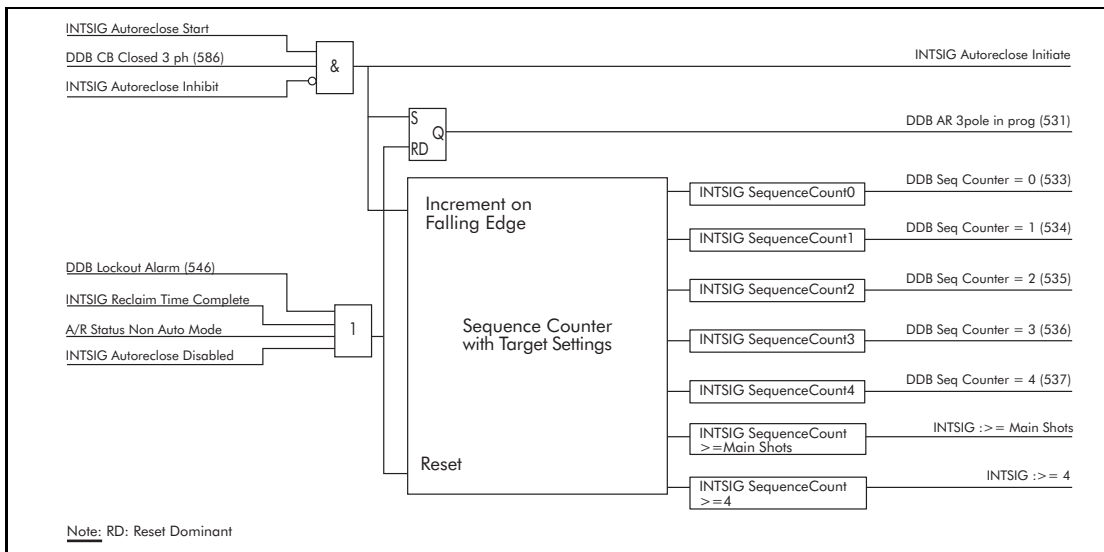 INTSIG Autoreclose Start
DDB CB Closed 3 ph (586)
INTSIG Autoreclose Inhibit
&
INTSIG Autoreclose Initiate
S
Q
RD
DDB AR 3pole in prog (531)
Increment on
Falling Edge
INTSIG SequenceCount0
DDB Seq Counter = 0 (533)
INTSIG SequenceCount1
DDB Seq Counter = 1 (534)
DDB Lockout Alarm (546)
INTSIG Reclaim Time Complete
A/R Status Non Auto Mode
INTSIG Autoreclose Disabled
1
Sequence Counter
with Target Settings
INTSIG SequenceCount2
DDB Seq Counter = 2 (535)
INTSIG SequenceCount3
DDB Seq Counter = 3 (536)
INTSIG SequenceCount4
DDB Seq Counter = 4 (537)
INTSIG SequenceCount
>=Main Shots
INTSIG :>= Main Shots
Reset
INTSIG SequenceCount
>=4
INTSIG :>= 4
Note: RD: Reset Dominant